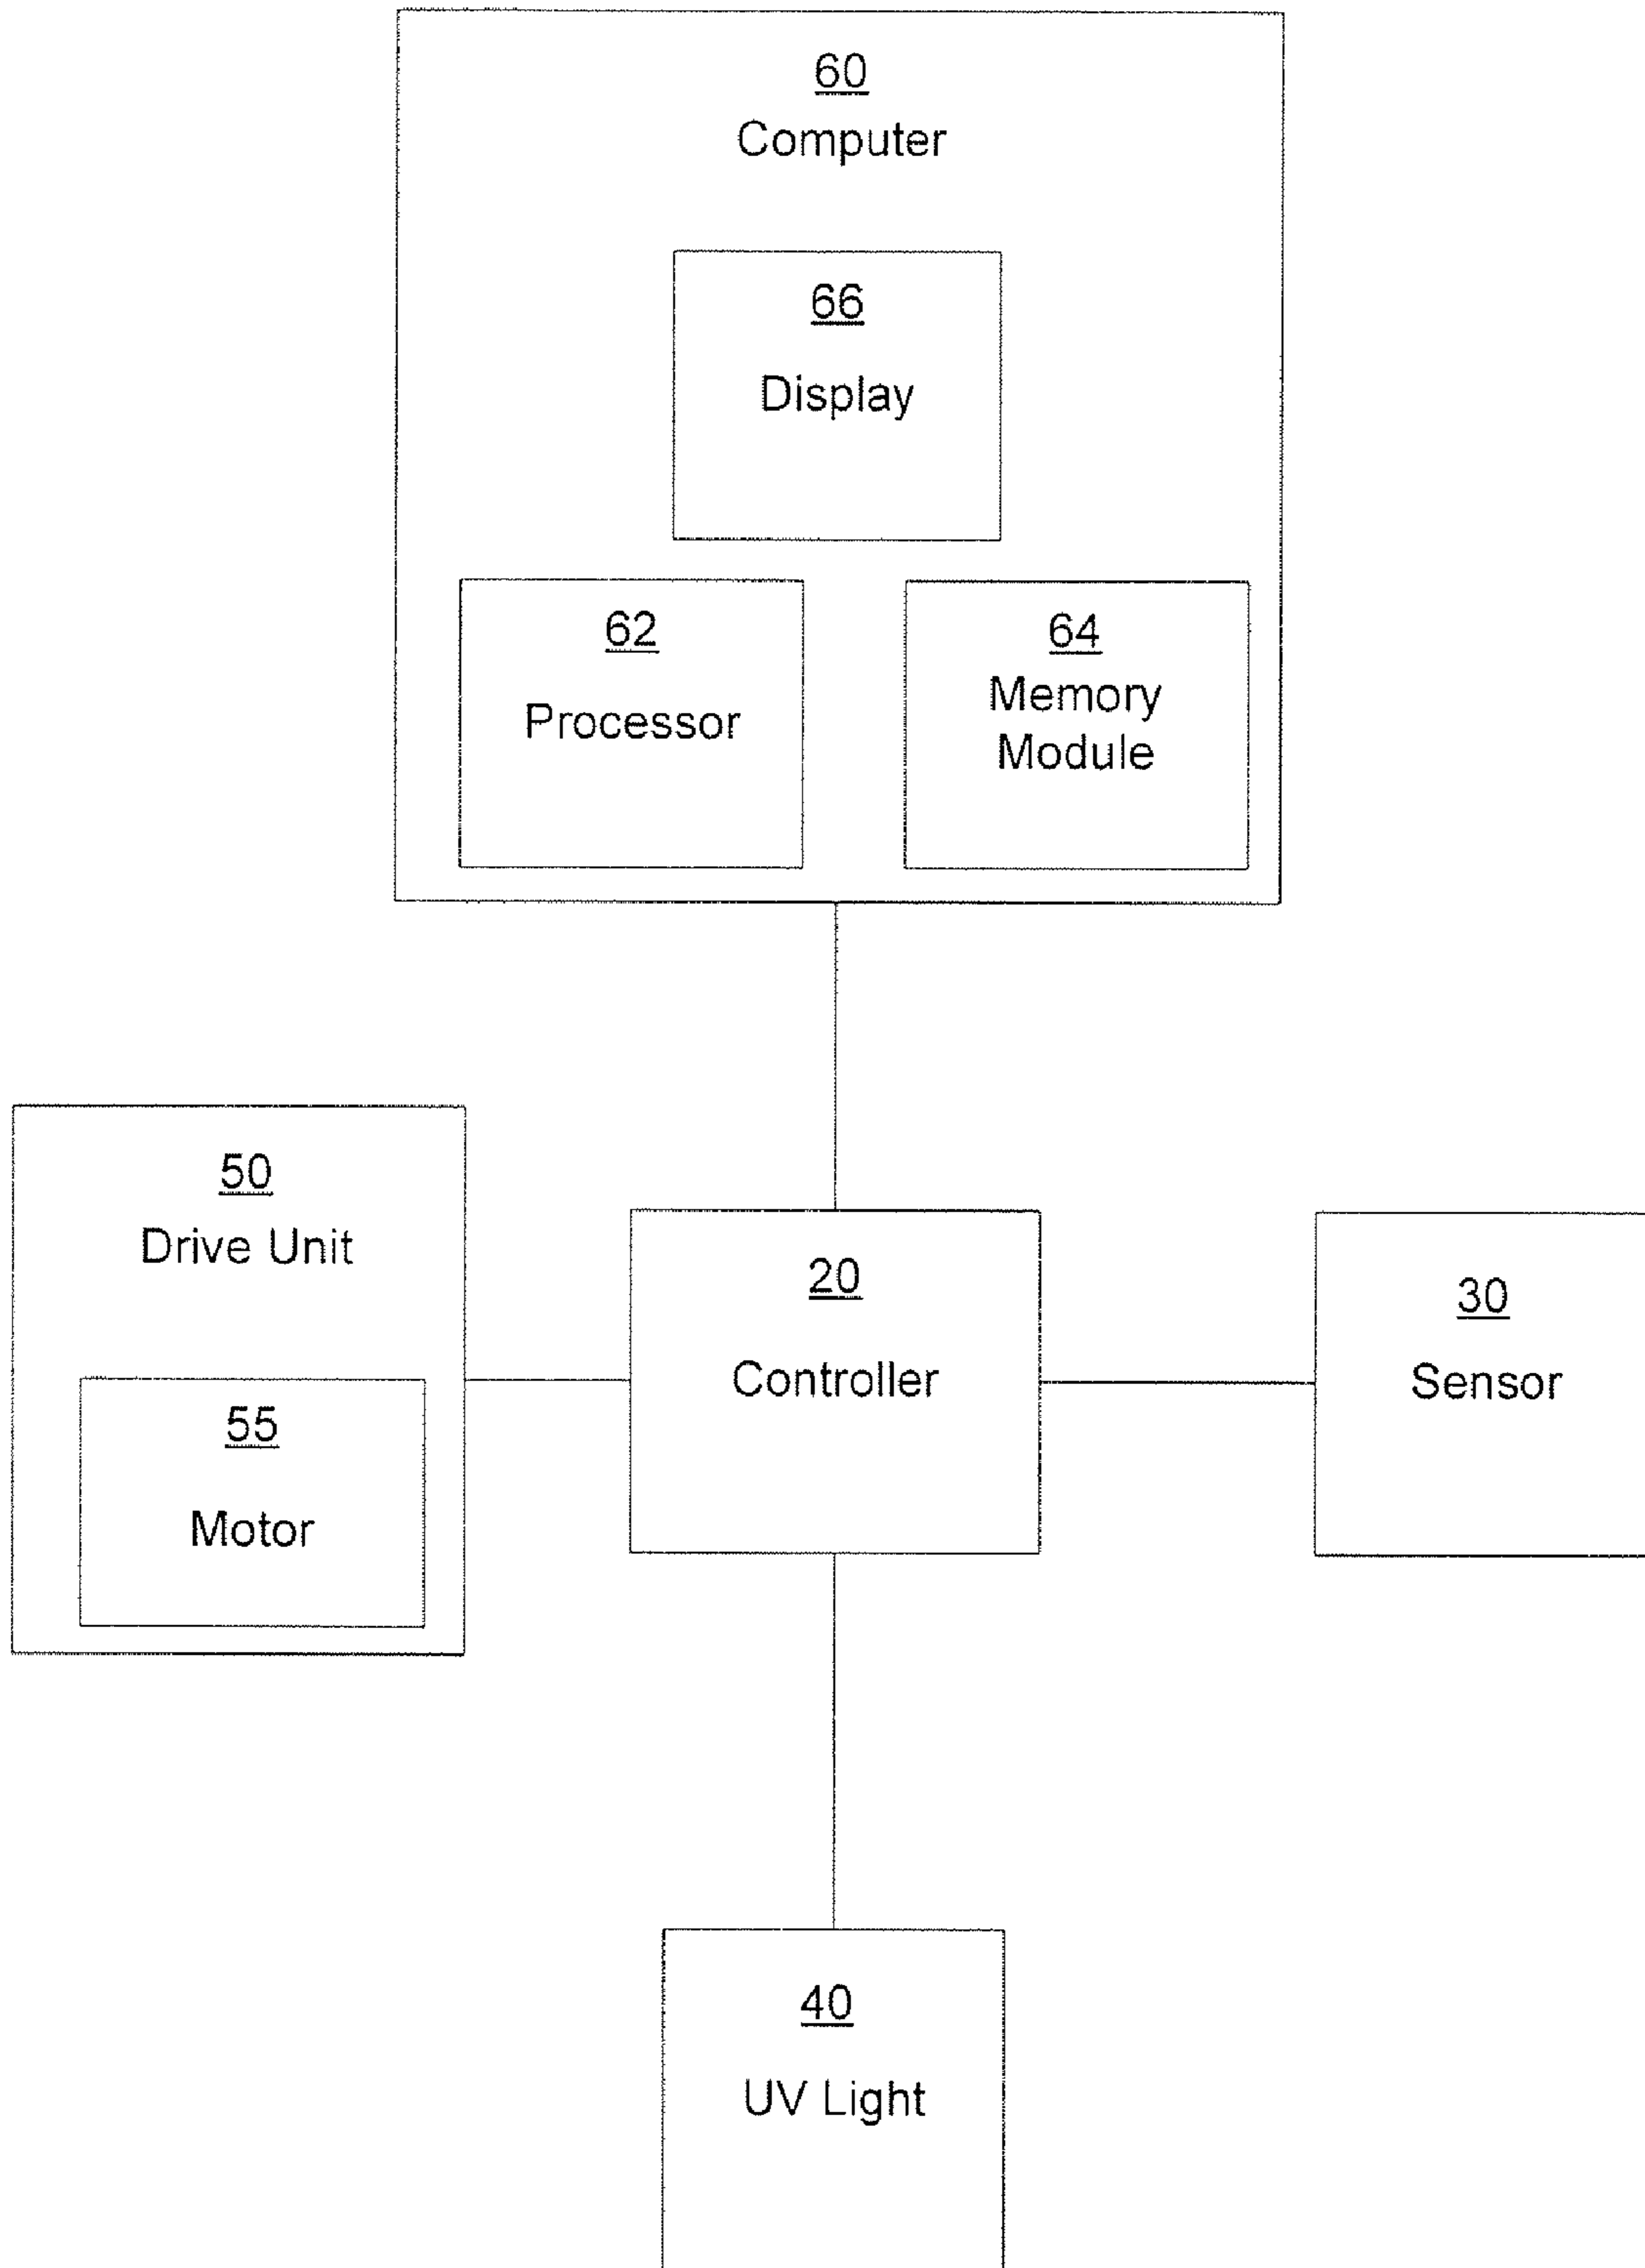 60
Computer
66
Display
62
Processor
64
Memory
Module
50
Drive Unit
55
Motor
20
Controller
30
Sensor
40
UV Light